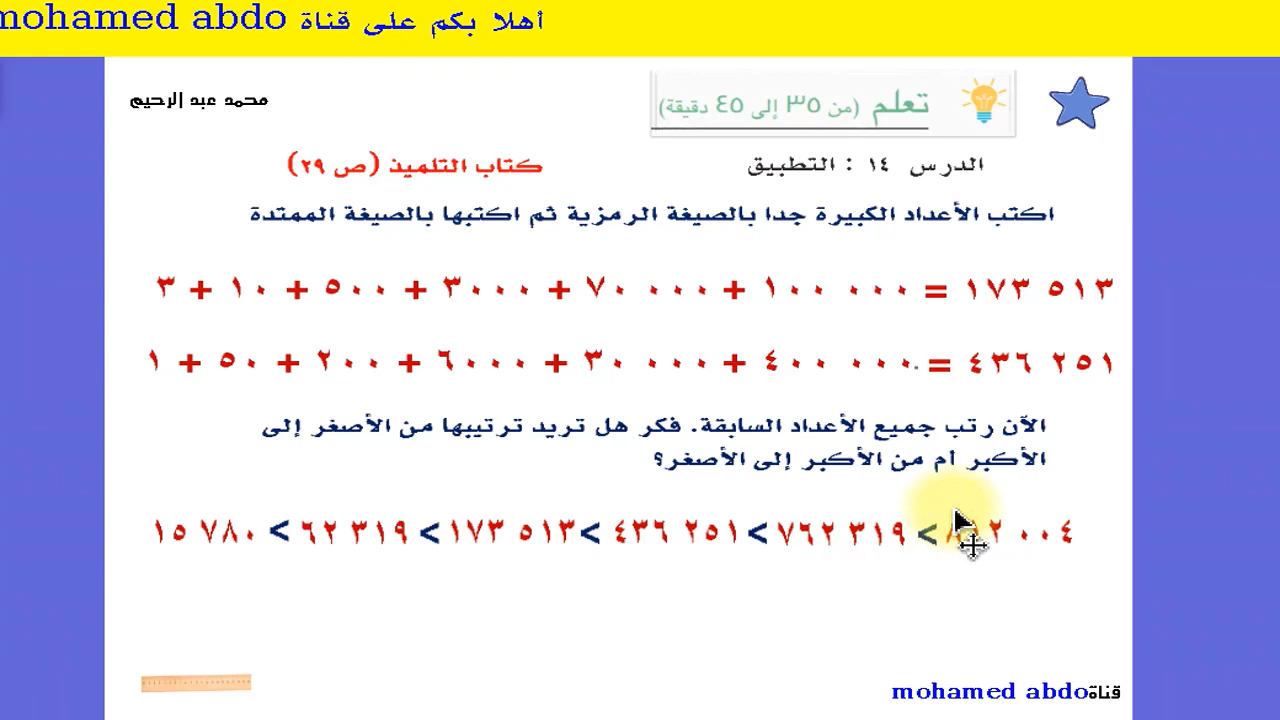 أهلا بكم على قناة mohamed abdo
محمد عبد الرحيم
تعلم (من ٣٥ إلى ٤٥ دقيقة)
الدرس ١٤ : التطبيق
كتاب التلميذ (ص ٢٩)
اكتب الأعداد الكبيرة جدا بالصيغة الرمزية ثم اكتبها بالصيغة الممتدة
١٧٣ ٥١٣ = ١٠٠ ٠٠٠ + ٧٠ ٠٠٠ + ٣٠٠٠ + ٥٠٠ + ١٠ + ٣
٤٣٦ ٢٥١ = ٤٠٠ ٠٠٠ + ٣٠ ٠٠٠ + ٦٠٠٠ + ٢٠٠ + ٥٠ + ١
الآن رتب جميع الأعداد السابقة. فكر هل تريد ترتيبها من الأصغر إلى
الأكبر أم من الأكبر إلى الأصغر؟
١٥ ٧٨٠ < ٦٢ ٣١٩ < ١٧٣ ٥١٣ < ٤٣٦ ٢٥١ < ٧٦٢ ٣١٩ < ٠٠٤
قناة mohamed abdo